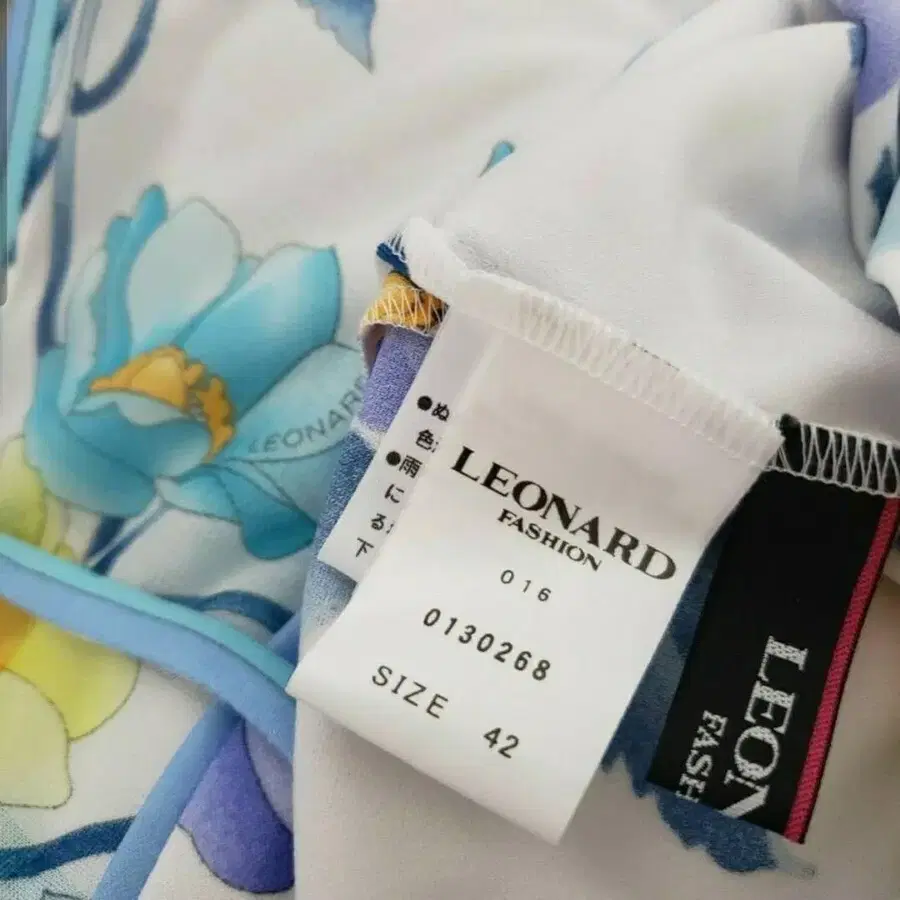 LEONARD
●ぬ
色
●雨
に
る
下
LEONARD
FASHION
016
0130268
SIZE 42
LEON
FASH